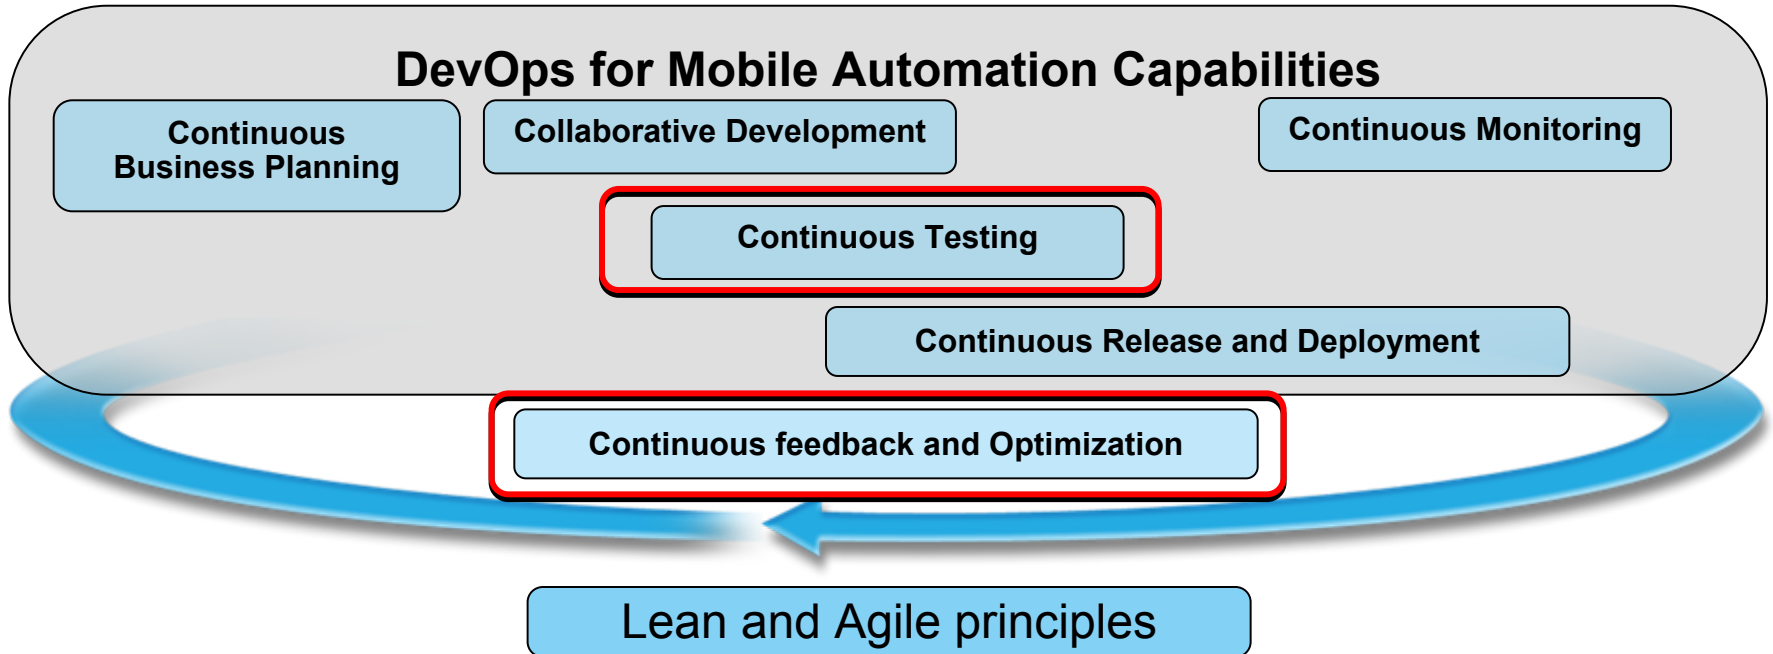 DevOps for Mobile Automation Capabilities
Continuous
Business Planning
Collaborative Development
Continuous Monitoring
Continuous Testing
Continuous Release and Deployment
Continuous feedback and Optimization
Lean and Agile principles